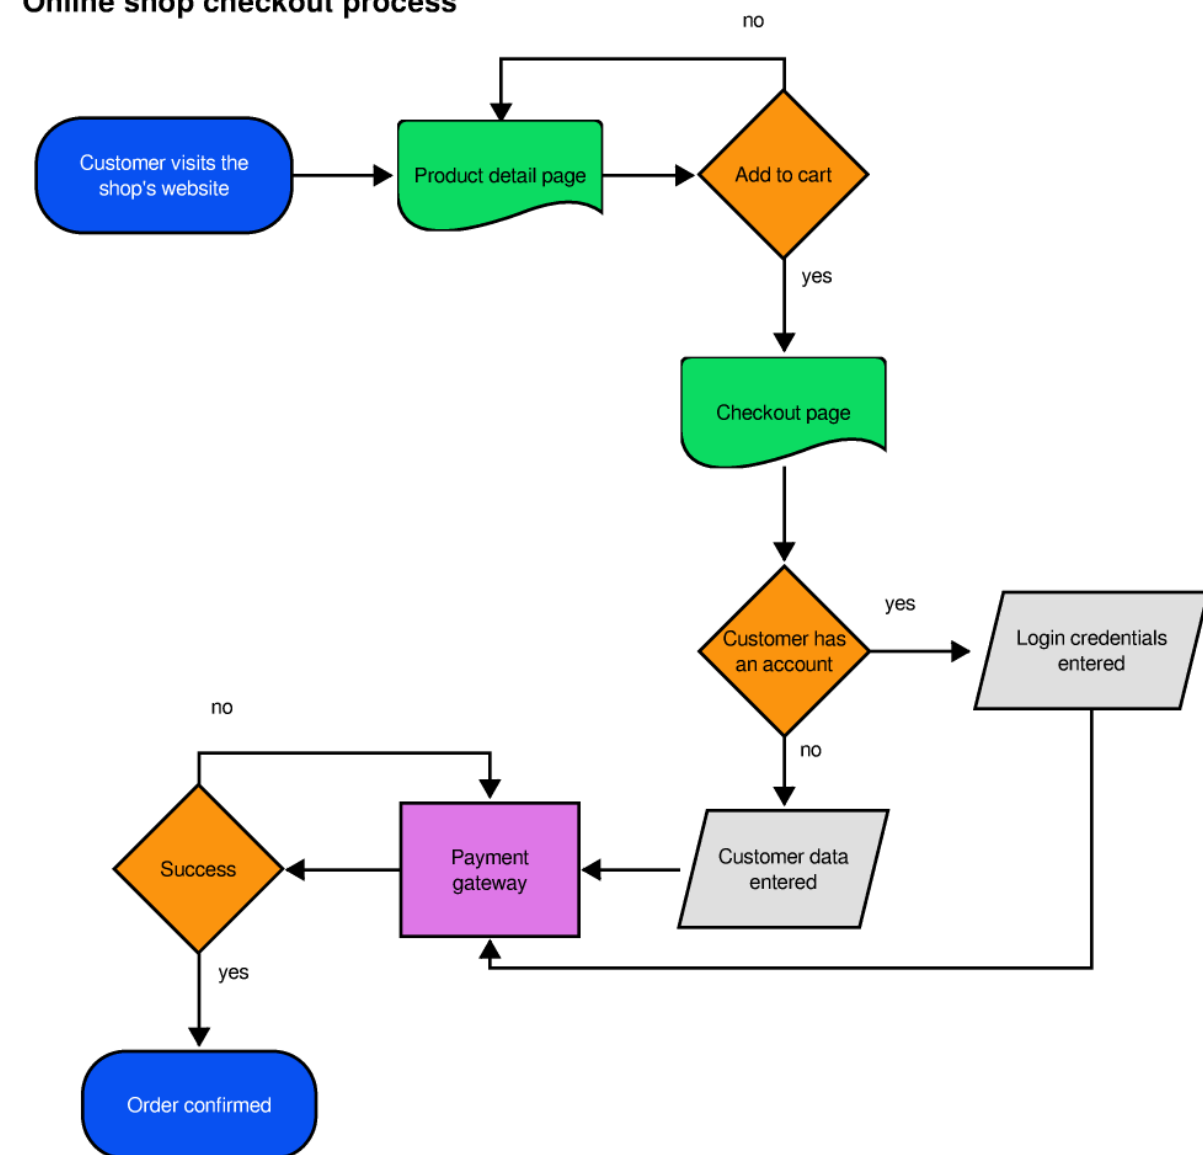 Online shop checkout process
no
Customer visits the
shop's website
Product detail page
Add to cart
yes
Checkout page
Customer has
an account
yes
Login credentials
entered
no
Customer data
entered
Payment
gateway
no
Success
yes
Order confirmed